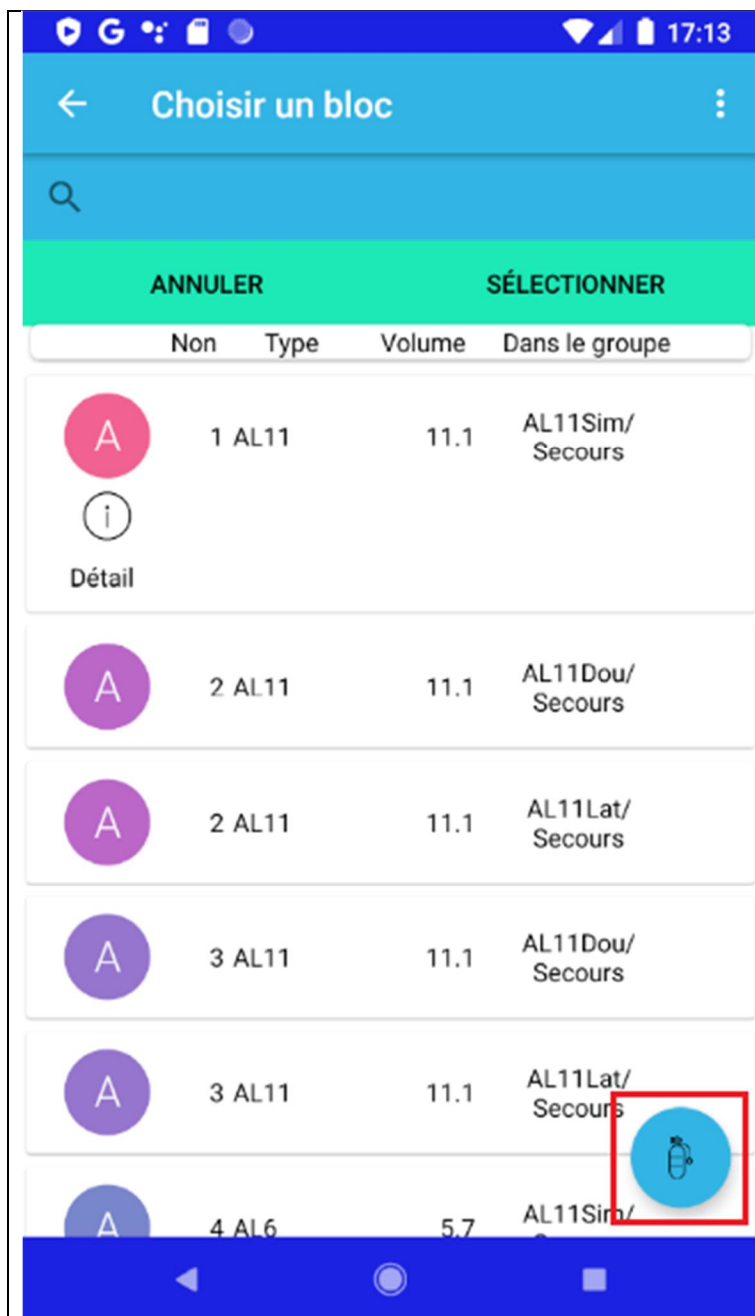 G 17:13
Choisir un bloc
ANNULER SÉLECTIONNER
Non Type Volume Dans le groupe
A 1 AL11 11.1 AL11Sim/
Secours
i
Détail
A 2 AL11 11.1 AL11Dou/
Secours
A 2 AL11 11.1 AL11Lat/
Secours
A 3 AL11 11.1 AL11Dou/
Secours
A 3 AL11 11.1 AL11Lat/
Secours
A 4 AL6 5.7 AL11Sim/